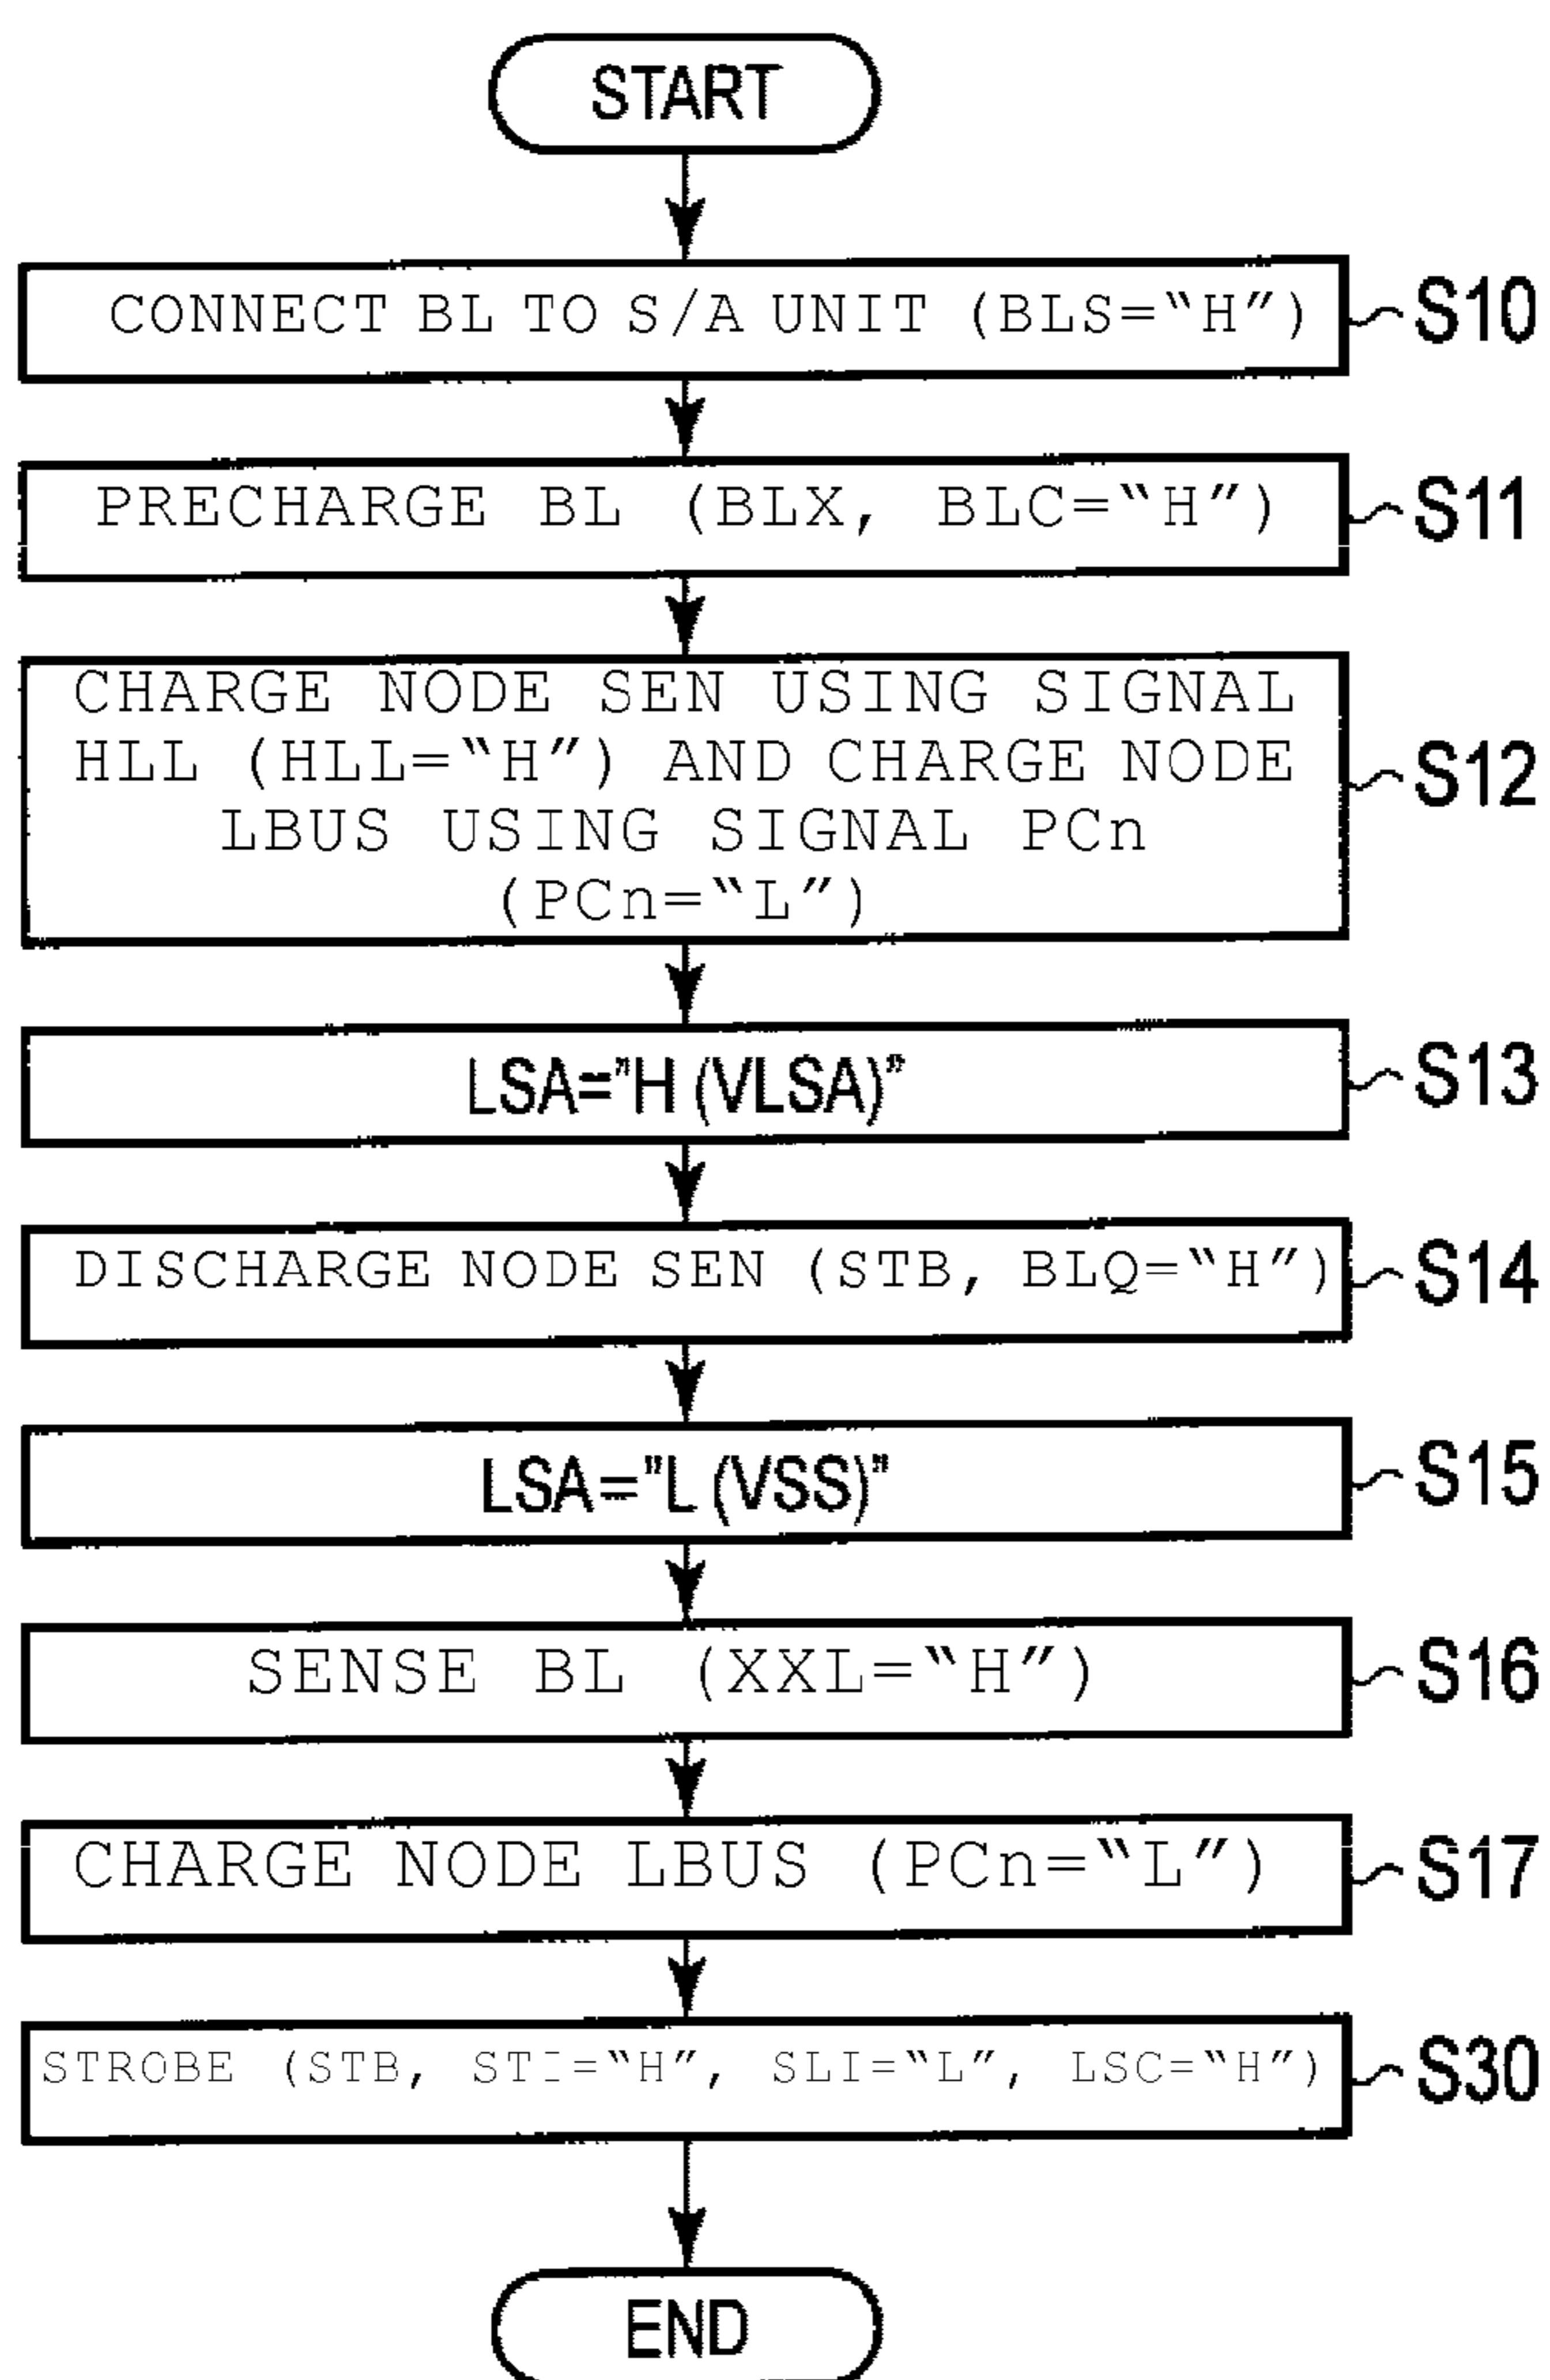 START
CONNECT BL TO S/A UNIT (BLS="H")
S10
PRECHARGE BL (BLX, BLC="H")
S11
CHARGE NODE SEN USING SIGNAL
HLL (HLL="H") AND CHARGE NODE
LBUS USING SIGNAL PCn
(PCn="L")
S12
LSA="H (VLSA)"
S13
DISCHARGE NODE SEN (STB, BLQ="H")
S14
LSA="L (VSS)"
S15
SENSE BL (XXL="H")
S16
CHARGE NODE LBUS (PCn="L")
S17
STROBE (STB, ="H", SLI="L", LSC="H")
S30
END